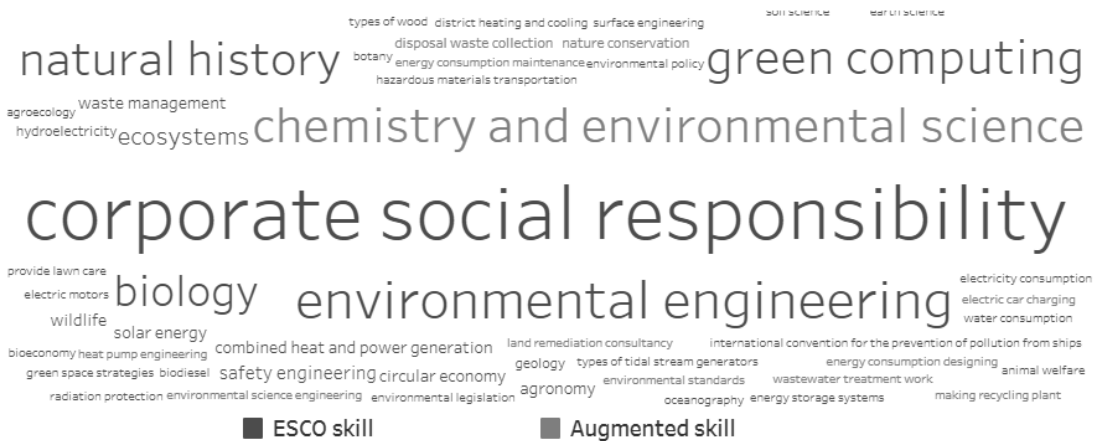 soil science earth science
types of wood district heating and cooling surface engineering
natural history botany disposal waste collection nature conservation green computing
energy consumption maintenance environmental policy
hazardous materials transportation
agroecology waste management
hydroelectricity ecosystems chemistry and environmental science
corporate social responsibility
provide lawn care electricity consumption
electric motors biology environmental engineering electric car charging
wildlife water consumption
solar energy
bioeconomy heat pump engineering combined heat and power generation land remediation consultancy international convention for the prevention of pollution from ships
geology types of tidal stream generators energy consumption designing
green space strategies biodiesel safety engineering circular economy environmental standards wastewater treatment work animal welfare
radiation protection environmental science engineering environmental legislation agronomy oceanography energy storage systems making recycling plant
ESCO skill Augmented skill